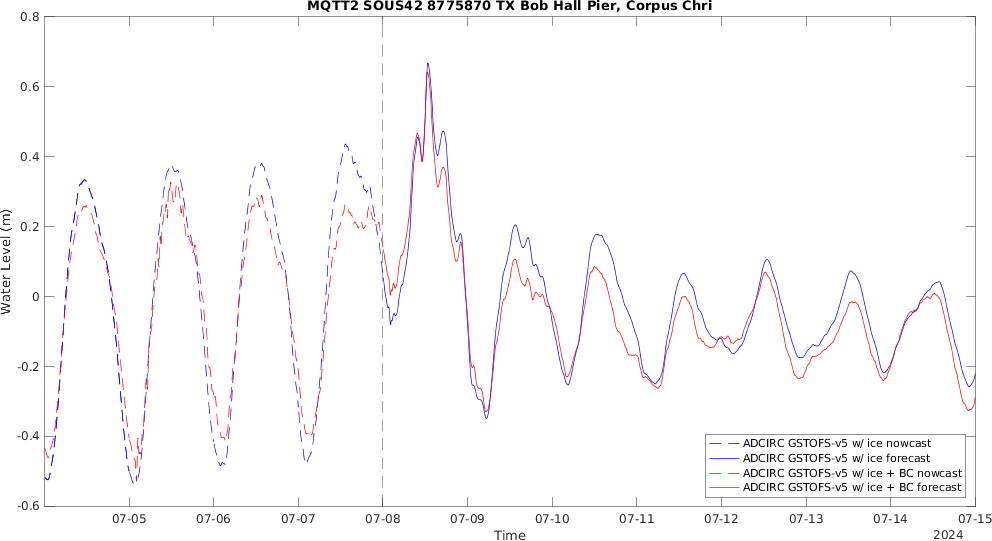 MQTT2 SOUS42 8775870 TX Bob Hall Pier, Corpus Chri
0.8
0.6
0.4
0.2
0
-0.2
-0.4
-0.6
Water Level (m)
ADCIRC GSTOFS-v5 w/ ice nowcast
ADCIRC GSTOFS-v5 w/ ice forecast
ADCIRC GSTOFS-v5 w/ ice + BC nowcast
ADCIRC GSTOFS-v5 w/ ice + BC forecast
07-05 07-06 07-07 07-08 07-09 07-10 07-11 07-12 07-13 07-14 07-15
Time
2024